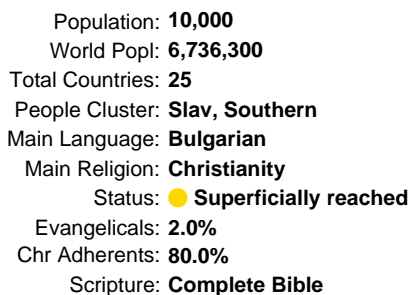 Population: 10,000
World Popl: 6,736,300
Total Countries: 25
People Cluster: Slav, Southern
Main Language: Bulgarian
Main Religion: Christianity
Status: Superficially reached
Evangelicals: 2.0%
Chr Adherents: 80.0%
Scripture: Complete Bible